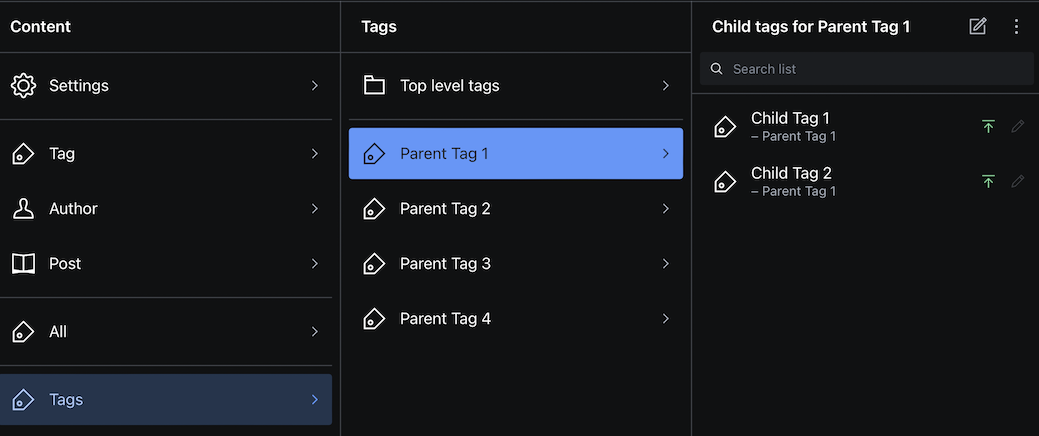 Content
Settings
Tag
Author
Post
All
Tags
Tags
Top level tags
Parent Tag 1
Parent Tag 2
Parent Tag 3
Parent Tag 4
Child tags for Parent Tag 1
Search list
Child Tag 1
– Parent Tag 1
Child Tag 2
– Parent Tag 1